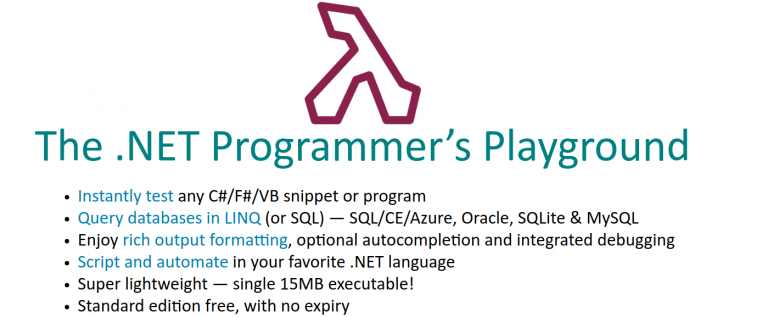 The .NET Programmer’s Playground
• Instantly test any C#/F#/VB snippet or program
• Query databases in LINQ (or SQL) — SQL/CE/Azure, Oracle, SQLite & MySQL
• Enjoy rich output formatting, optional autocompletion and integrated debugging
• Script and automate in your favorite .NET language
• Super lightweight — single 15MB executable!
• Standard edition free, with no expiry